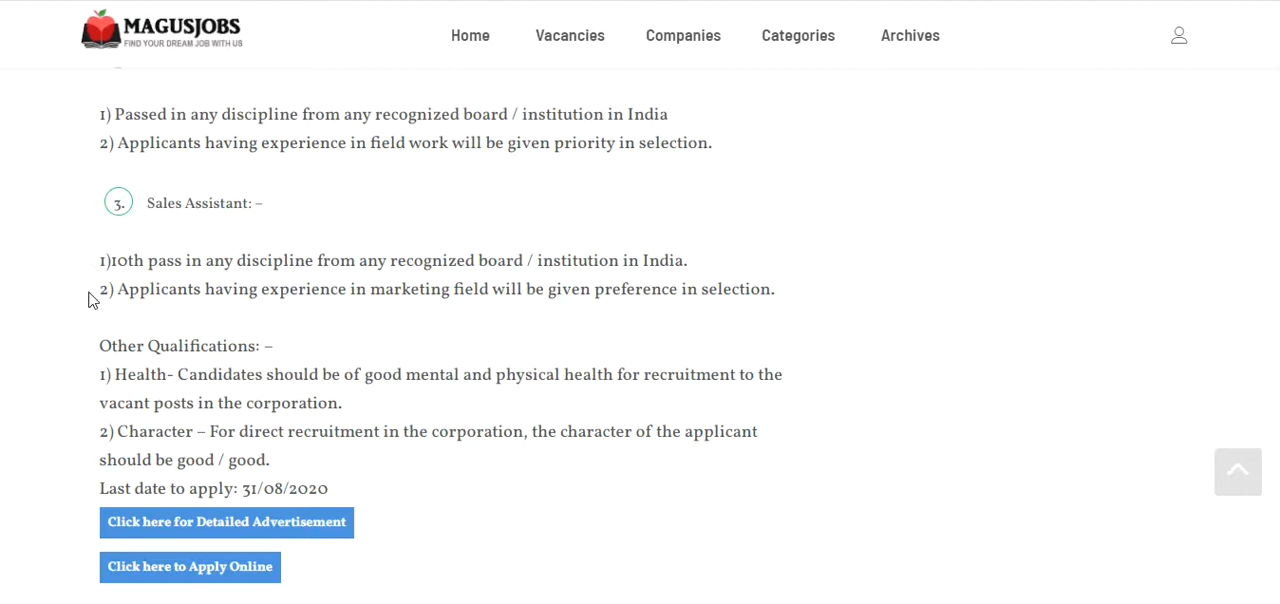 MAGUSJOBS
FIND YOUR DREAM JOB WITH US
Home Vacancies Companies Categories Archives
1) Passed in any discipline from any recognized board / institution in India
2) Applicants having experience in field work will be given priority in selection.
3. Sales Assistant: –
1)10th pass in any discipline from any recognized board / institution in India.
2) Applicants having experience in marketing field will be given preference in selection.
Other Qualifications: –
1) Health- Candidates should be of good mental and physical health for recruitment to the
vacant posts in the corporation.
2) Character – For direct recruitment in the corporation, the character of the applicant
should be good / good.
Last date to apply: 31/08/2020
Click here for Detailed Advertisement
Click here to Apply Online